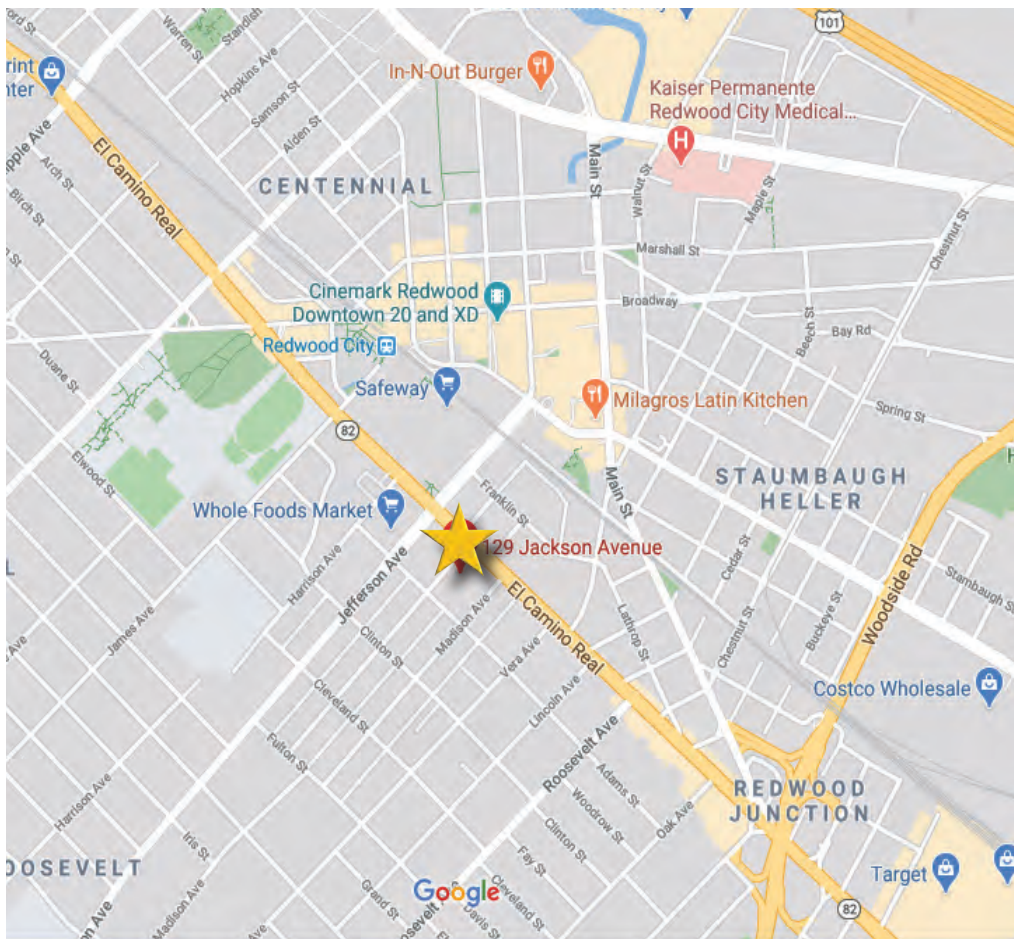 Warren St
Standish
Hopkins Ave
Samson St
Alden St
In-N-Out Burger
101
Kaiser Permanente
Redwood City Medical...
El Camino Real
Arch St
Birch St
CENTENNIAL
Main St
Walnut St
Maple St
Chestnut St
Marshall St
Cinemark Redwood
Downtown 20 and XD
Broadway
Bay Rd
Beech St
Redwood City
Duane St
Safeway
Milagros Latin Kitchen
Spring St
82
Elwood St
Franklin St
Main St
STAUMBAUGH
HELLER
Whole Foods Market
129 Jackson Avenue
Harrison Ave
Jefferson Ave
El Camino Real
Cedar St
Stambaugh St
Woodside Rd
James Ave
Clinton St
Madison Ave
Vera Ave
Lathrop St
Chestnut St
Buckeye St
Cleveland St
Lincoln Ave
Costco Wholesale
Fulton St
Roosevelt Ave
Adams St
REDWOOD
JUNCTION
Harrison Ave
Woodrow St
Oak Ave
Iris St
Clinton St
OOSEVELT
Fay St
Target
Google
Cleveland St
Madison Ave
Grand St
Davis St
82